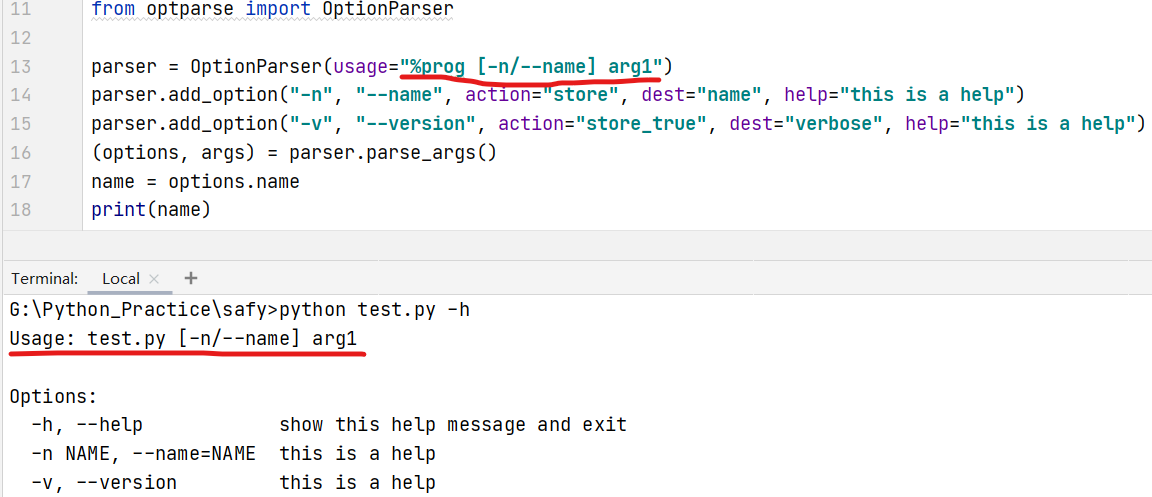 11 from optparse import OptionParser
12
13 parser = OptionParser(usage="%prog [-n/--name] arg1")
14 parser.add_option("-n", "--name", action="store", dest="name", help="this is a help")
15 parser.add_option("-v", "--version", action="store_true", dest="verbose", help="this is a help")
16 (options, args) = parser.parse_args()
17 name = options.name
18 print(name)
Terminal: Local × +
G:\Python_Practice\safy>python test.py -h
Usage: test.py [-n/--name] arg1
Options:
-h, --help show this help message and exit
-n NAME, --name=NAME this is a help
-v, --version this is a help